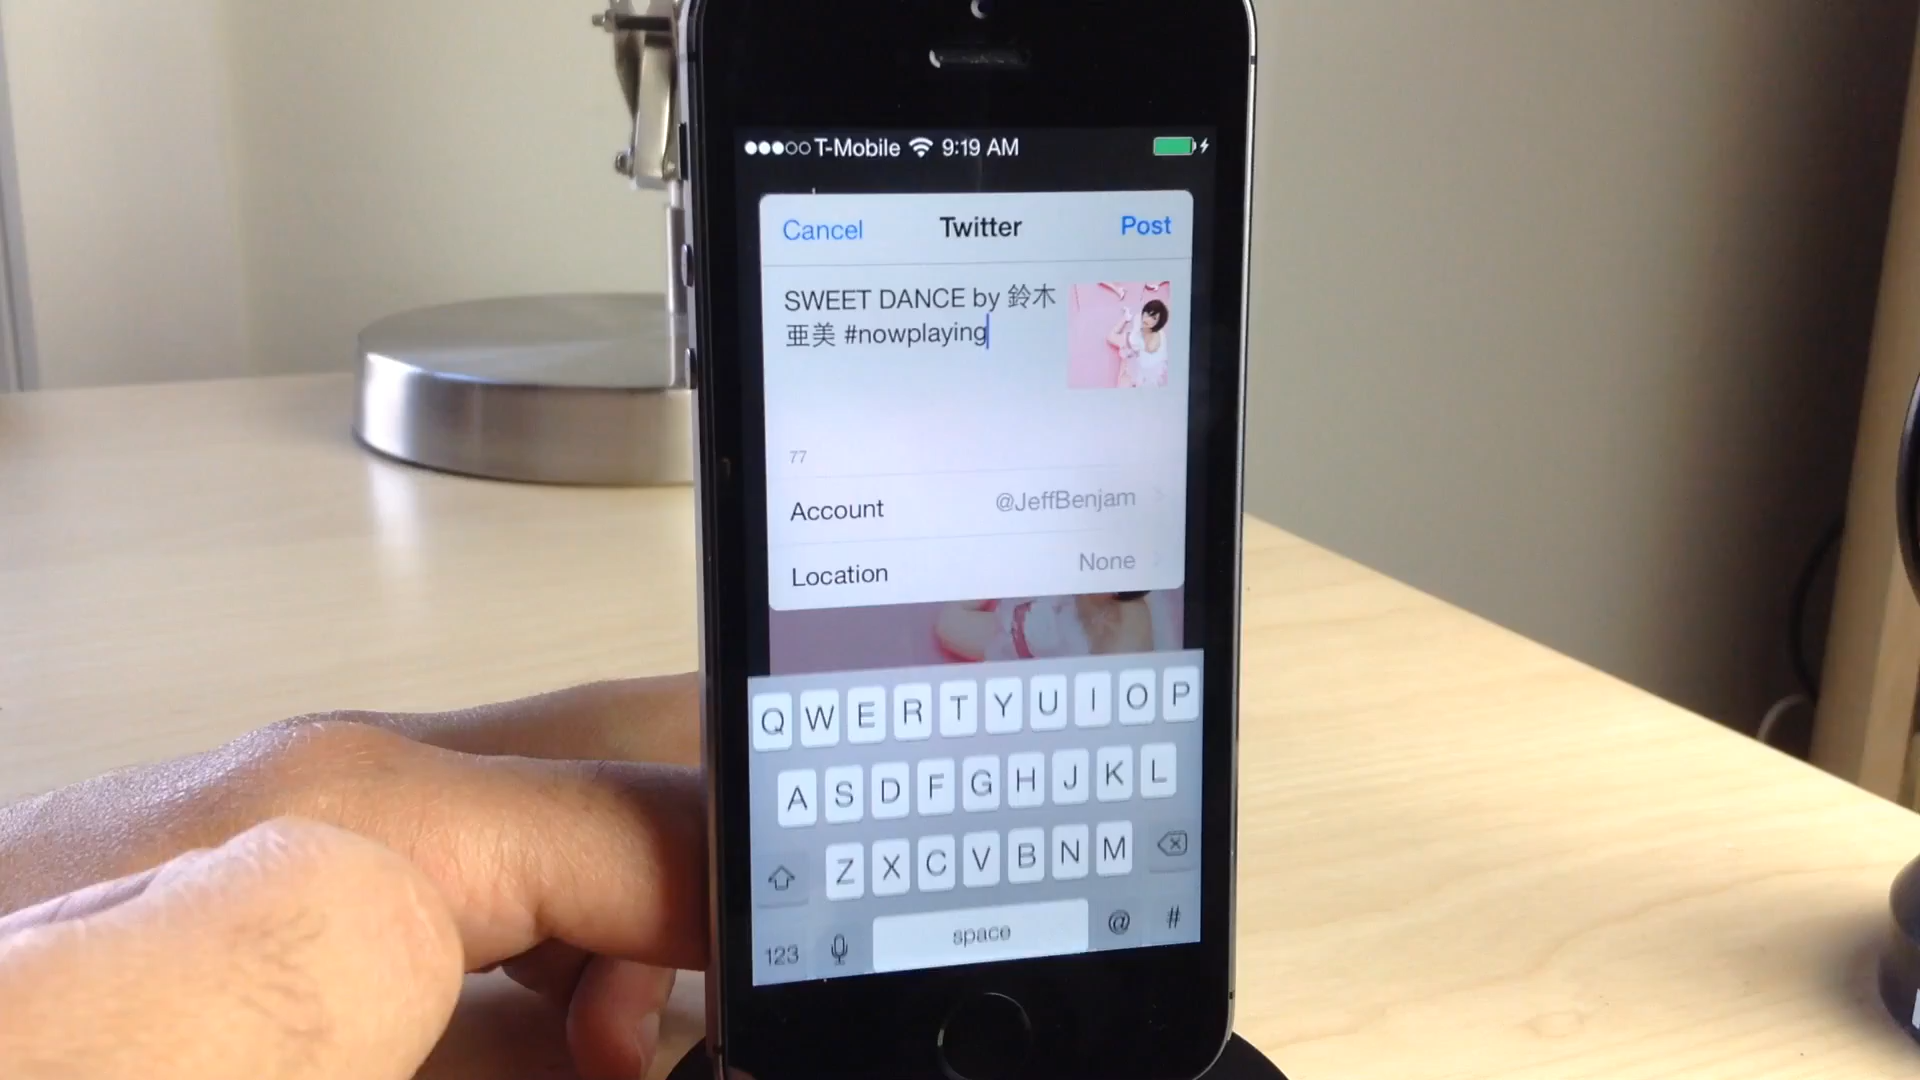 T-Mobile 9:19 AM
Cancel Twitter Post
SWEET DANCE by 鈴木
亜美 #nowplaying
77
Account @JeffBenjam
Location None
Q W E R T Y U I O P
A S D F G H J K L
Z X C V B N M
123 space @ #